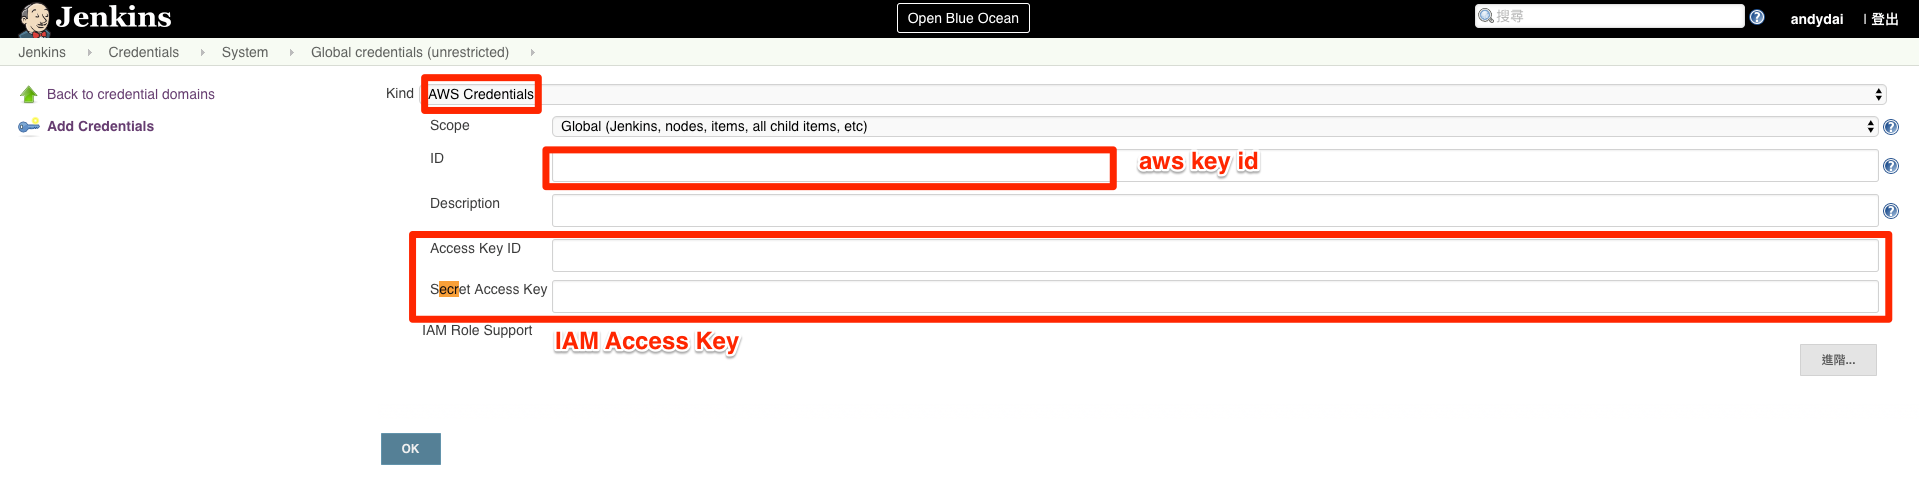 Jenkins
Open Blue Ocean
搜尋
andydai
| 登出
Jenkins
Credentials
System
Global credentials (unrestricted)
Back to credential domains
Add Credentials
Kind
AWS Credentials
Scope
Global (Jenkins, nodes, items, all child items, etc)
ID
aws key id
Description
Access Key ID
Secret Access Key
IAM Role Support
IAM Access Key
進階...
OK